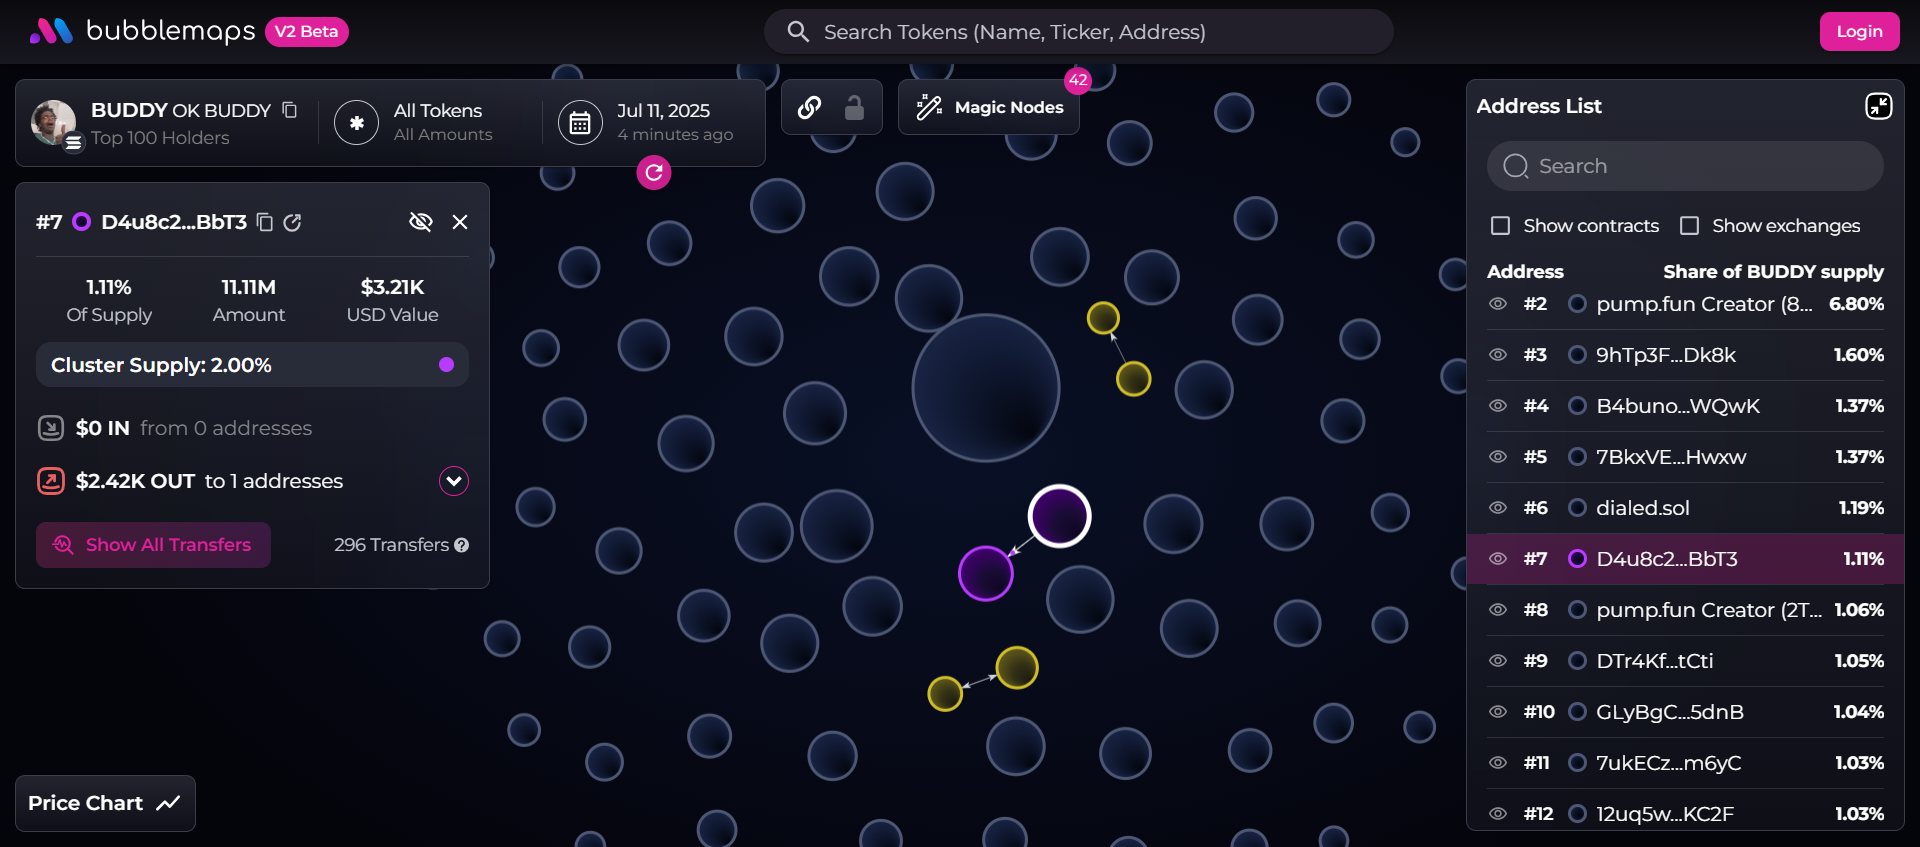 bubblemaps V2 Beta
Search Tokens (Name, Ticker, Address)
Login
BUDDY OK BUDDY
Top 100 Holders
All Tokens
All Amounts
Jul 11, 2025
4 minutes ago
Magic Nodes
42
#7 D4u8c2...BbT3
1.11%
Of Supply
11.11M
Amount
$3.21K
USD Value
Cluster Supply: 2.00%
$0 IN from 0 addresses
$2.42K OUT to 1 addresses
Show All Transfers
296 Transfers ?
Price Chart
Address List
Search
Show contracts
Show exchanges
Address Share of BUDDY supply
#2 pump.fun Creator (8... 6.80%
#3 9hTp3F...Dk8k 1.60%
#4 B4buno...WQwK 1.37%
#5 7BkxVE...Hwxw 1.37%
#6 dialed.sol 1.19%
#7 D4u8c2...BbT3 1.11%
#8 pump.fun Creator (2T... 1.06%
#9 DTr4Kf...tCti 1.05%
#10 GLyBgC...5dnB 1.04%
#11 7ukECz...m6yC 1.03%
#12 12uq5w...KC2F 1.03%